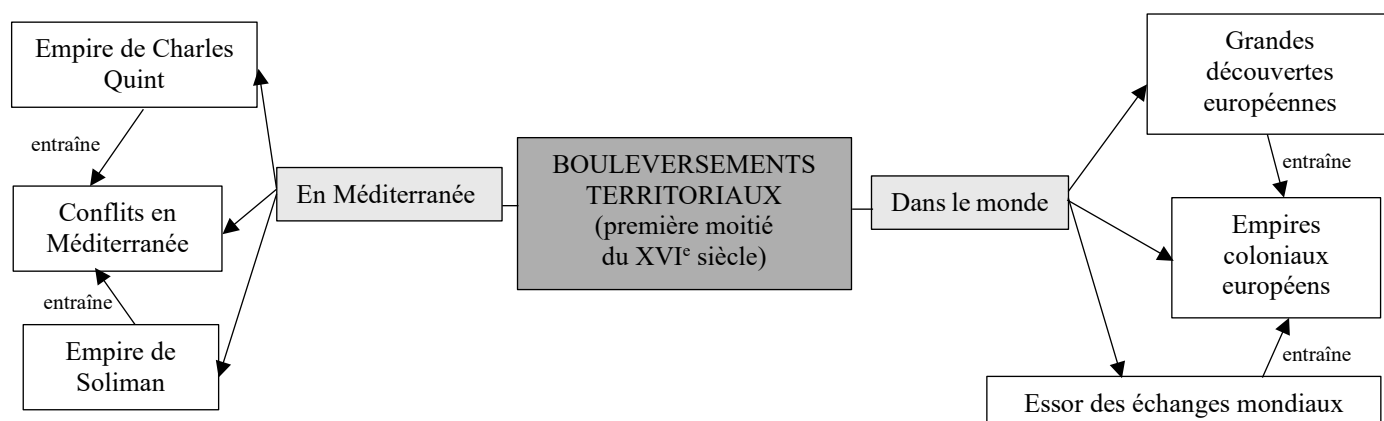 Empire de Charles
Quint
entraîne
Conflits en
Méditerranée
entraîne
Empire de
Soliman
En Méditerranée
BOULEVERSEMENTS
TERRITORIAUX
(première moitié
du XVIe siècle)
Dans le monde
Grandes
découvertes
européennes
entraîne
Empires
coloniaux
européens
entraîne
Essor des échanges mondiaux